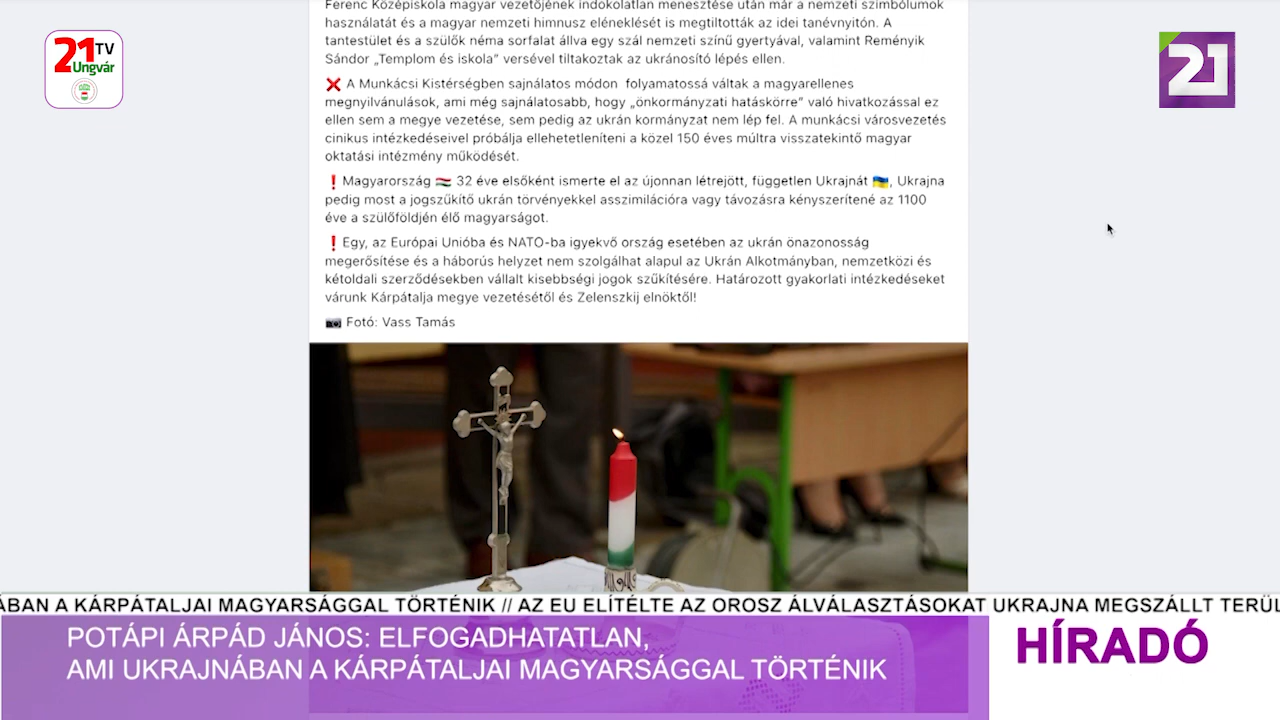 Ferenc Középiskola magyar vezetőjének indokolatlan menesztése után már a nemzeti szimbólumok
használatát és a magyar nemzeti himnusz eléneklését is megtiltották az idei tanévnyitón. A
tantestület és a szülők néma sorfalat állva egy szál nemzeti színű gyertyával, valamint Reményik
Sándor „Templom és iskola” versével tiltakoztak az ukránosító lépés ellen.
❌ A Munkácsi Kistérségben sajnálatos módon folyamatossá váltak a magyarellenes
megnyilvánulások, ami még sajnálatosabb, hogy „önkormányzati hatáskörre” való hivatkozással ez
ellen sem a megye vezetése, sem pedig az ukrán kormányzat nem lép fel. A munkácsi városvezetés
cinikus intézkedéseivel próbálja ellehetetleníteni a közel 150 éves múltra visszatekintő magyar
oktatási intézmény működését.
❗Magyarország 🇭🇺 32 éve elsőként ismerte el az újonnan létrejött, független Ukrajnát 🇺🇦, Ukrajna
pedig most a jogszűkítő ukrán törvényekkel asszimilációra vagy távozásra kényszerítené az 1100
éve a szülőföldjén élő magyarságot.
❗Egy, az Európai Unióba és NATO-ba igyekvő ország esetében az ukrán önazonosság
megerősítése és a háborús helyzet nem szolgálhat alapul az Ukrán Alkotmányban, nemzetközi és
kétoldali szerződésekben vállalt kisebbségi jogok szűkítésére. Határozott gyakorlati intézkedéseket
várunk Kárpátalja megye vezetésétől és Zelenszkij elnöktől!
📷 Fotó: Vass Tamás
21 TV
Ungvár
21
ÁBAN A KÁRPÁTALJAI MAGYARSÁGGAL TÖRTÉNIK // AZ EU ELÍTÉLTE AZ OROSZ ÁLVÁLASZTÁSOKAT UKRAJNA MEGSZÁLLT TERÜL
POTÁPI ÁRPÁD JÁNOS: ELFOGADHATATLAN,
AMI UKRAJNÁBAN A KÁRPÁTALJAI MAGYARSÁGGAL TÖRTÉNIK
HÍRADÓ